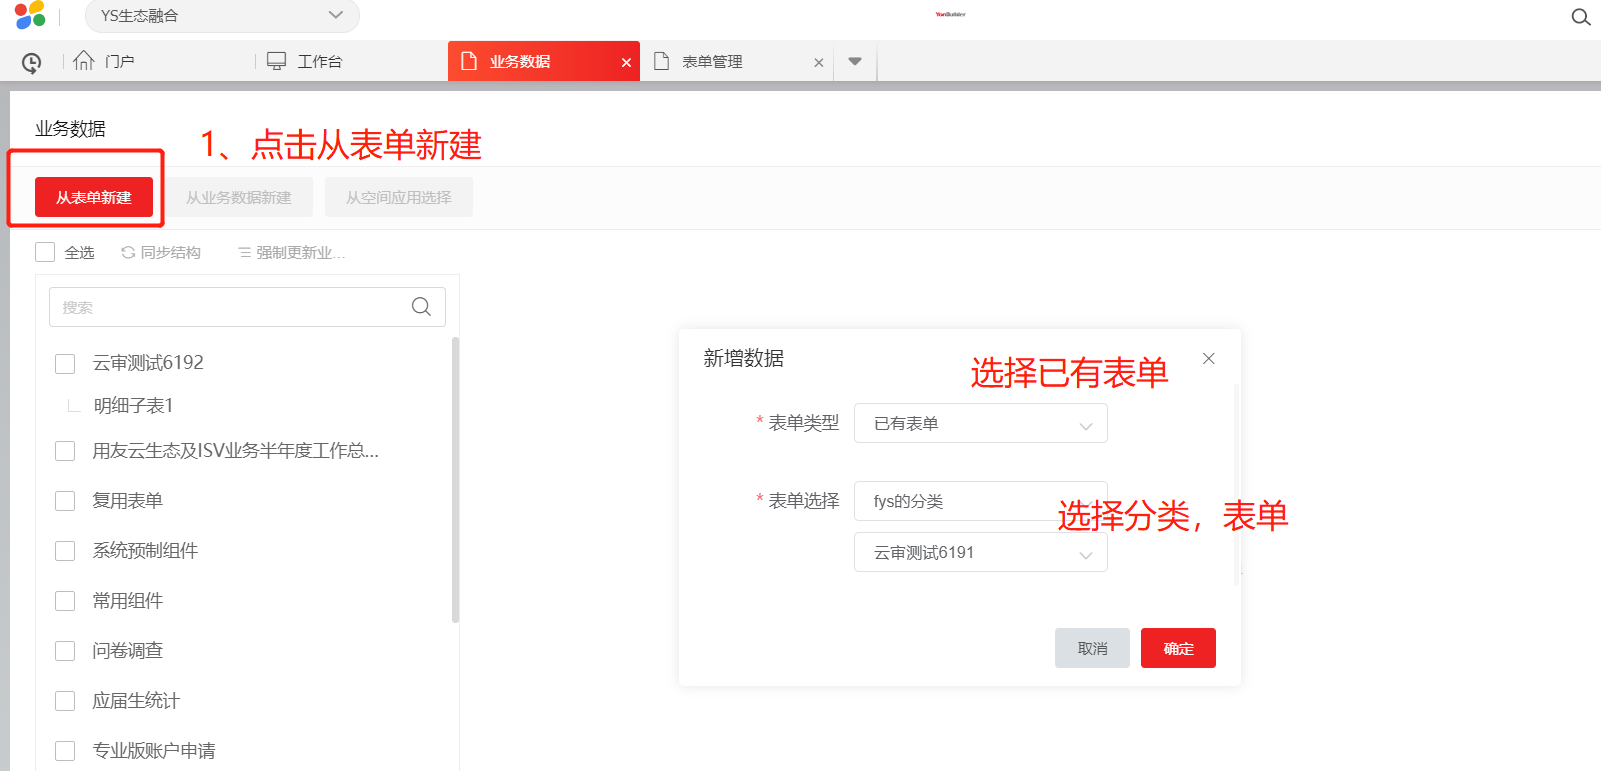 YS生态融合
YonBuilder
门户
工作台
业务数据
表单管理
业务数据
1、点击从表单新建
从表单新建
从业务数据新建
从空间应用选择
全选
同步结构
强制更新业...
搜索
云审测试6192
明细子表1
用友云生态及ISV业务半年度工作总...
复用表单
系统预制组件
常用组件
问卷调查
应届生统计
专业版账户申请
新增数据
选择已有表单
* 表单类型
已有表单
* 表单选择
fys的分类
选择分类，表单
云审测试6191
取消
确定